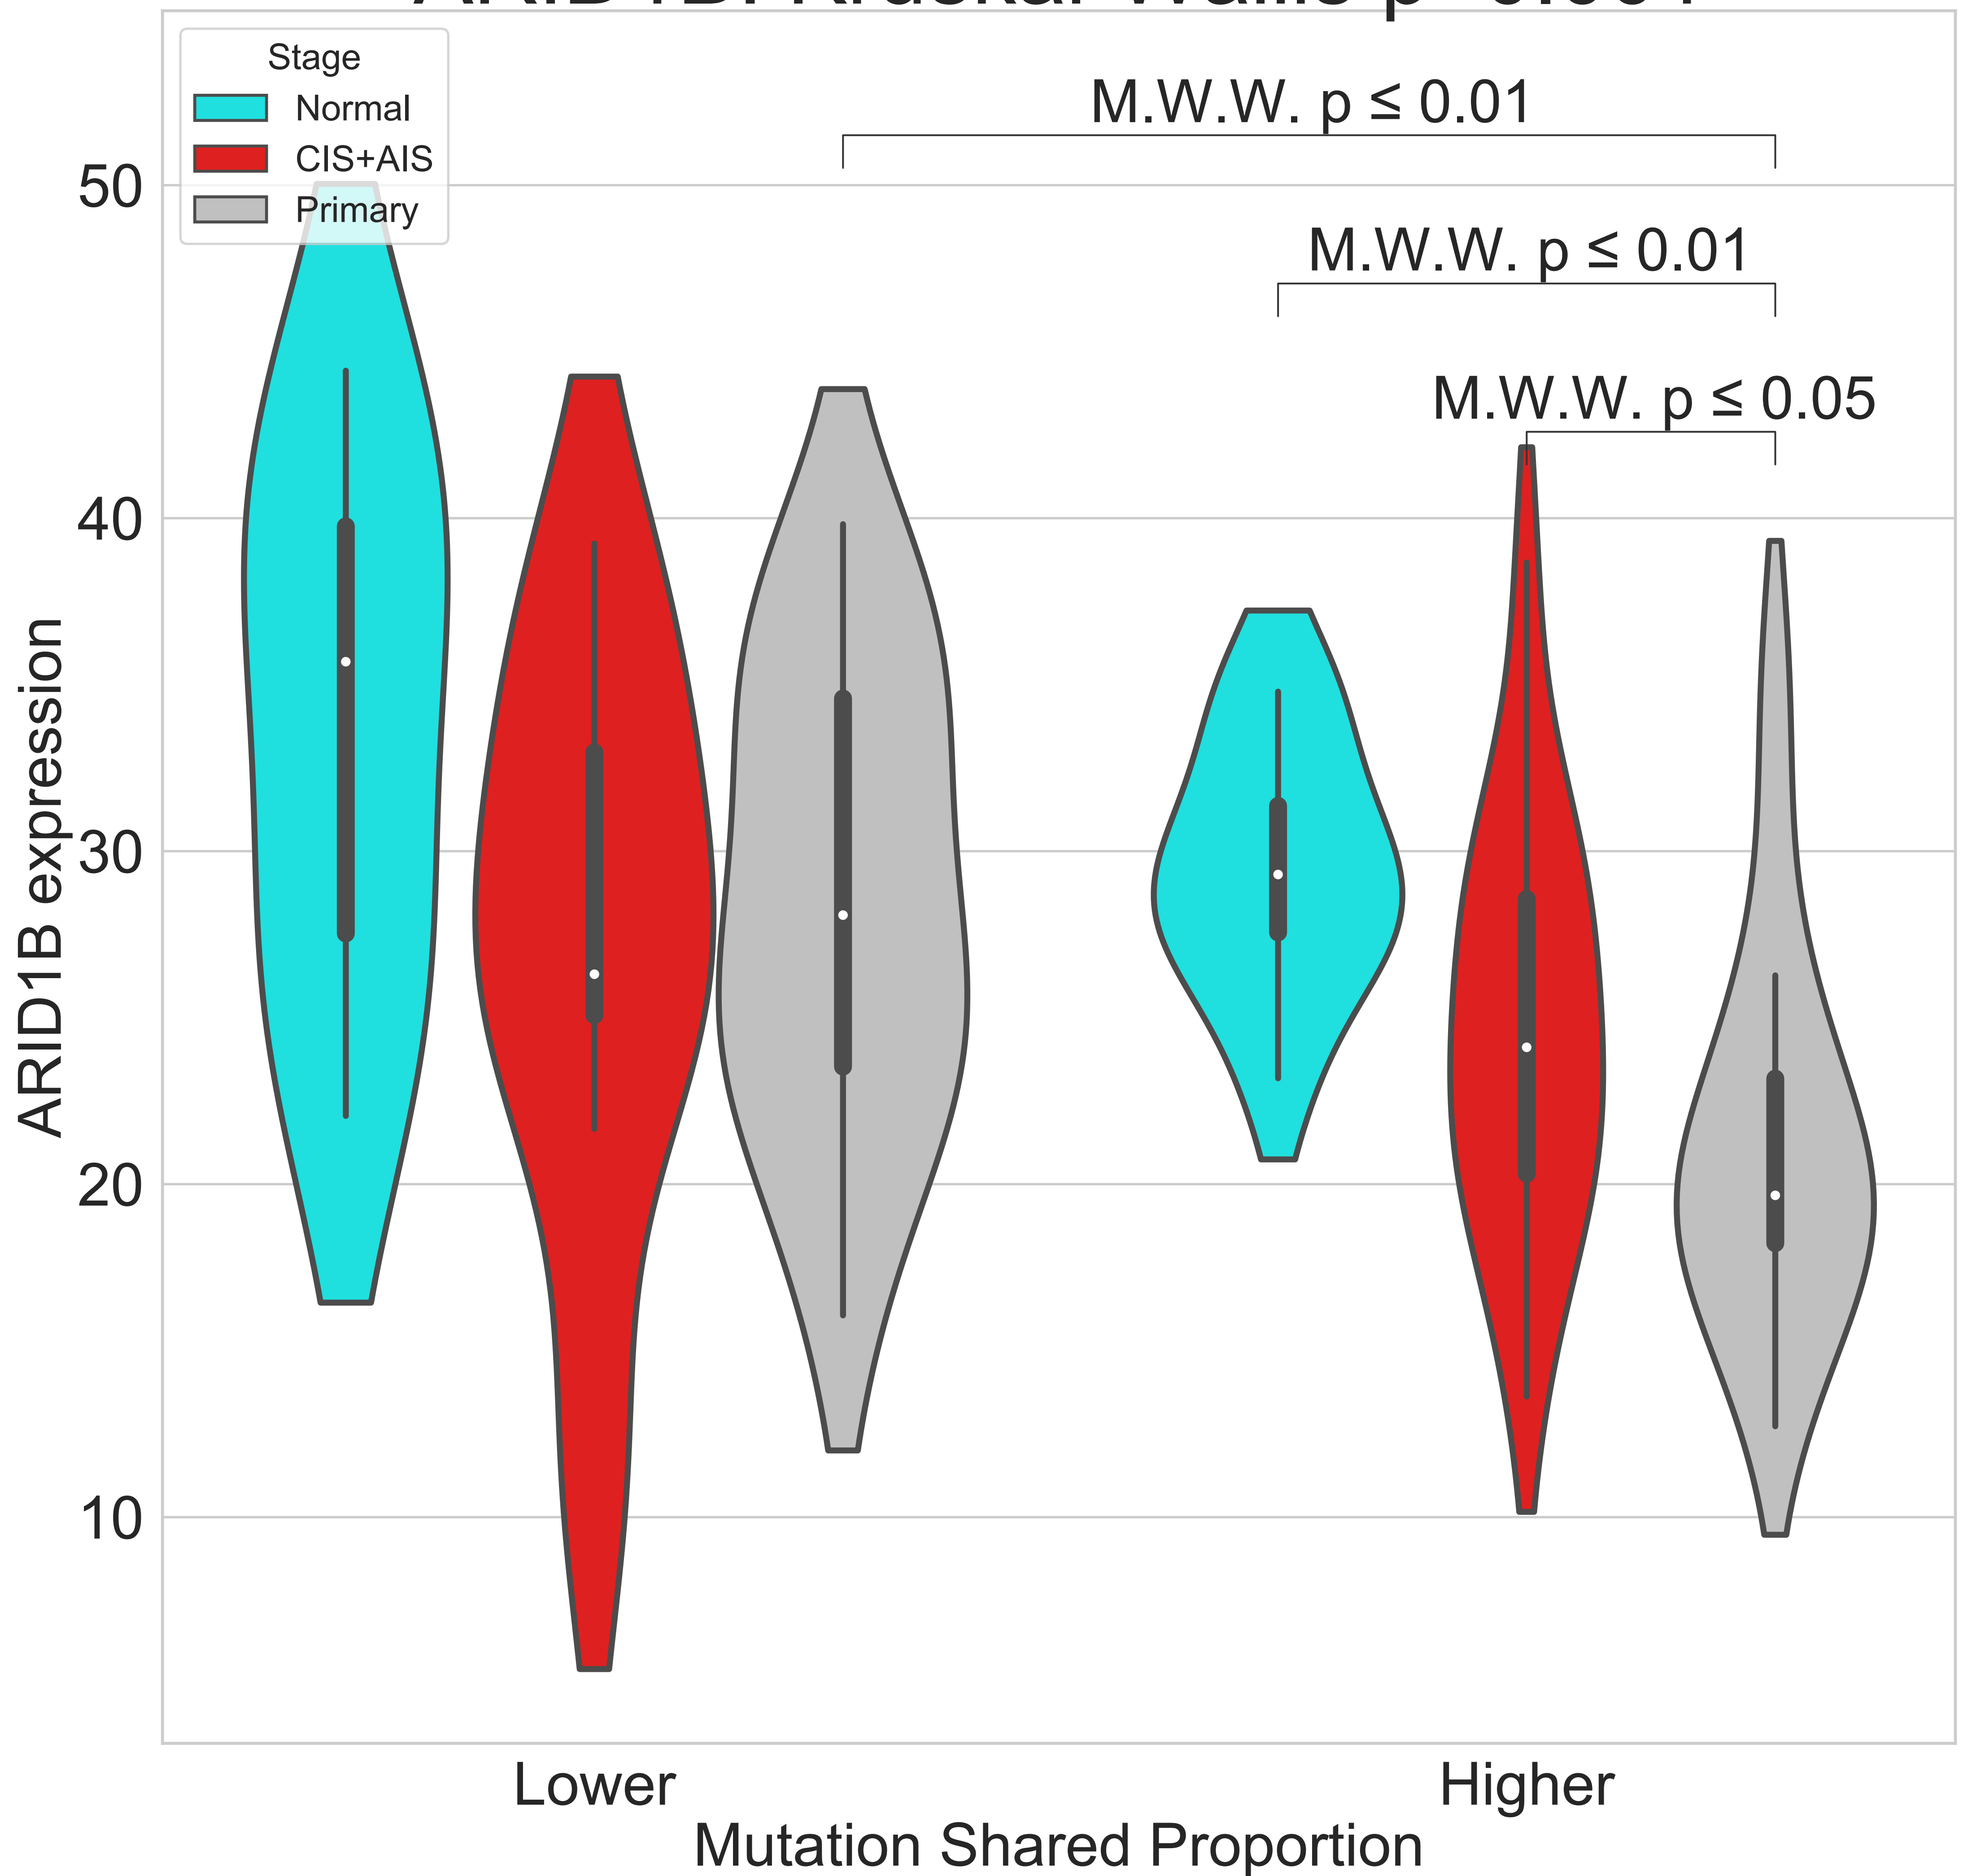 Stage
Normal
CIS+AIS
Primary
M.W.W. p ≤ 0.01
M.W.W. p ≤ 0.01
M.W.W. p ≤ 0.05
50
40
30
20
10
ARID1B expression
Lower
Higher
Mutation Shared Proportion